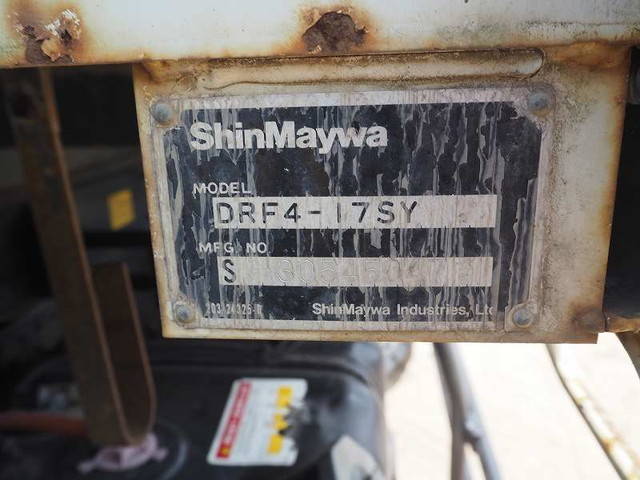 ShinMaywa
MODEL
DRF4-17SY
MFG. NO.
S
ShinMaywa Industries, Ltd